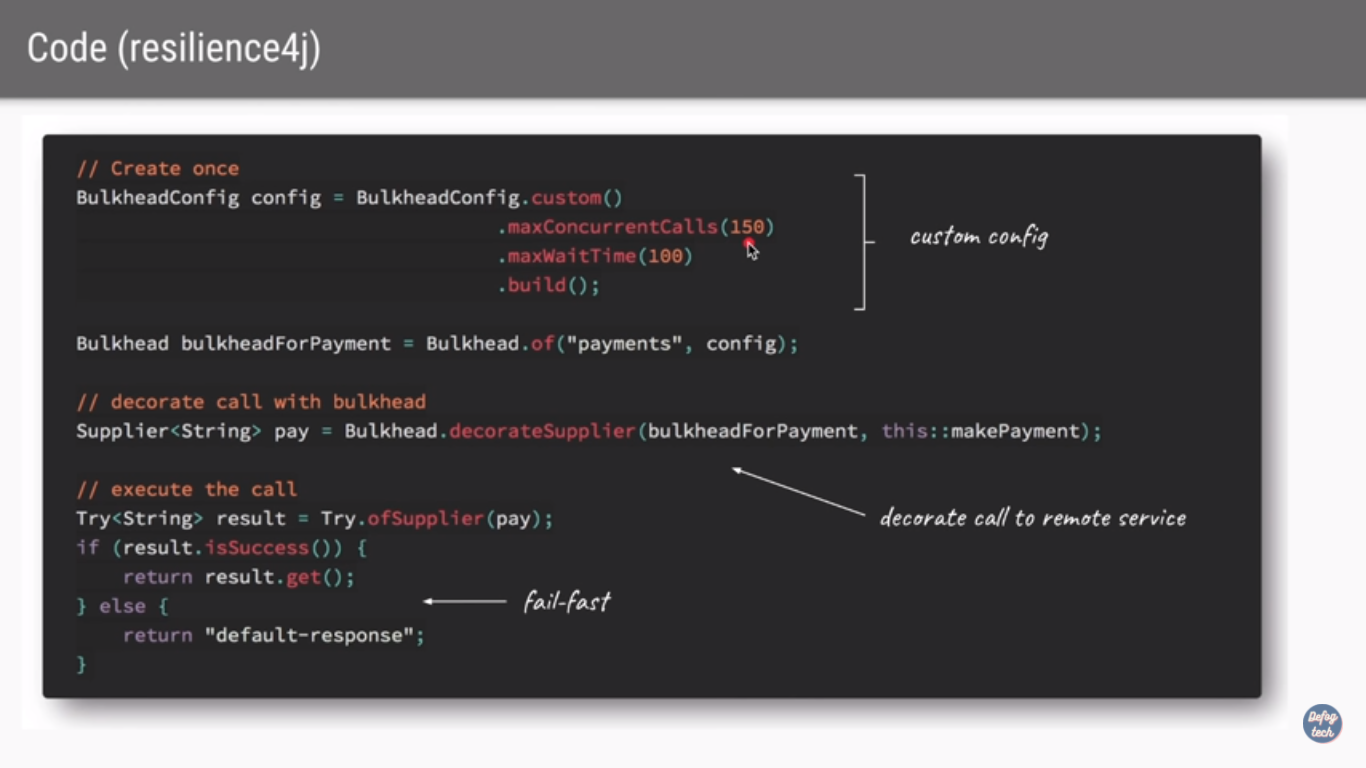 Code (resilience4j)
// Create once
BulkheadConfig config = BulkheadConfig.custom()
.maxConcurrentCalls(150)
.maxWaitTime(100)
.build();
custom config
Bulkhead bulkheadForPayment = Bulkhead.of("payments", config);
// decorate call with bulkhead
Supplier<String> pay = Bulkhead.decorateSupplier(bulkheadForPayment, this::makePayment);
decorate call to remote service
// execute the call
Try<String> result = Try.ofSupplier(pay);
if (result.isSuccess()) {
return result.get();
} else {
return "default-response";
}
fail-fast
Defog
tech